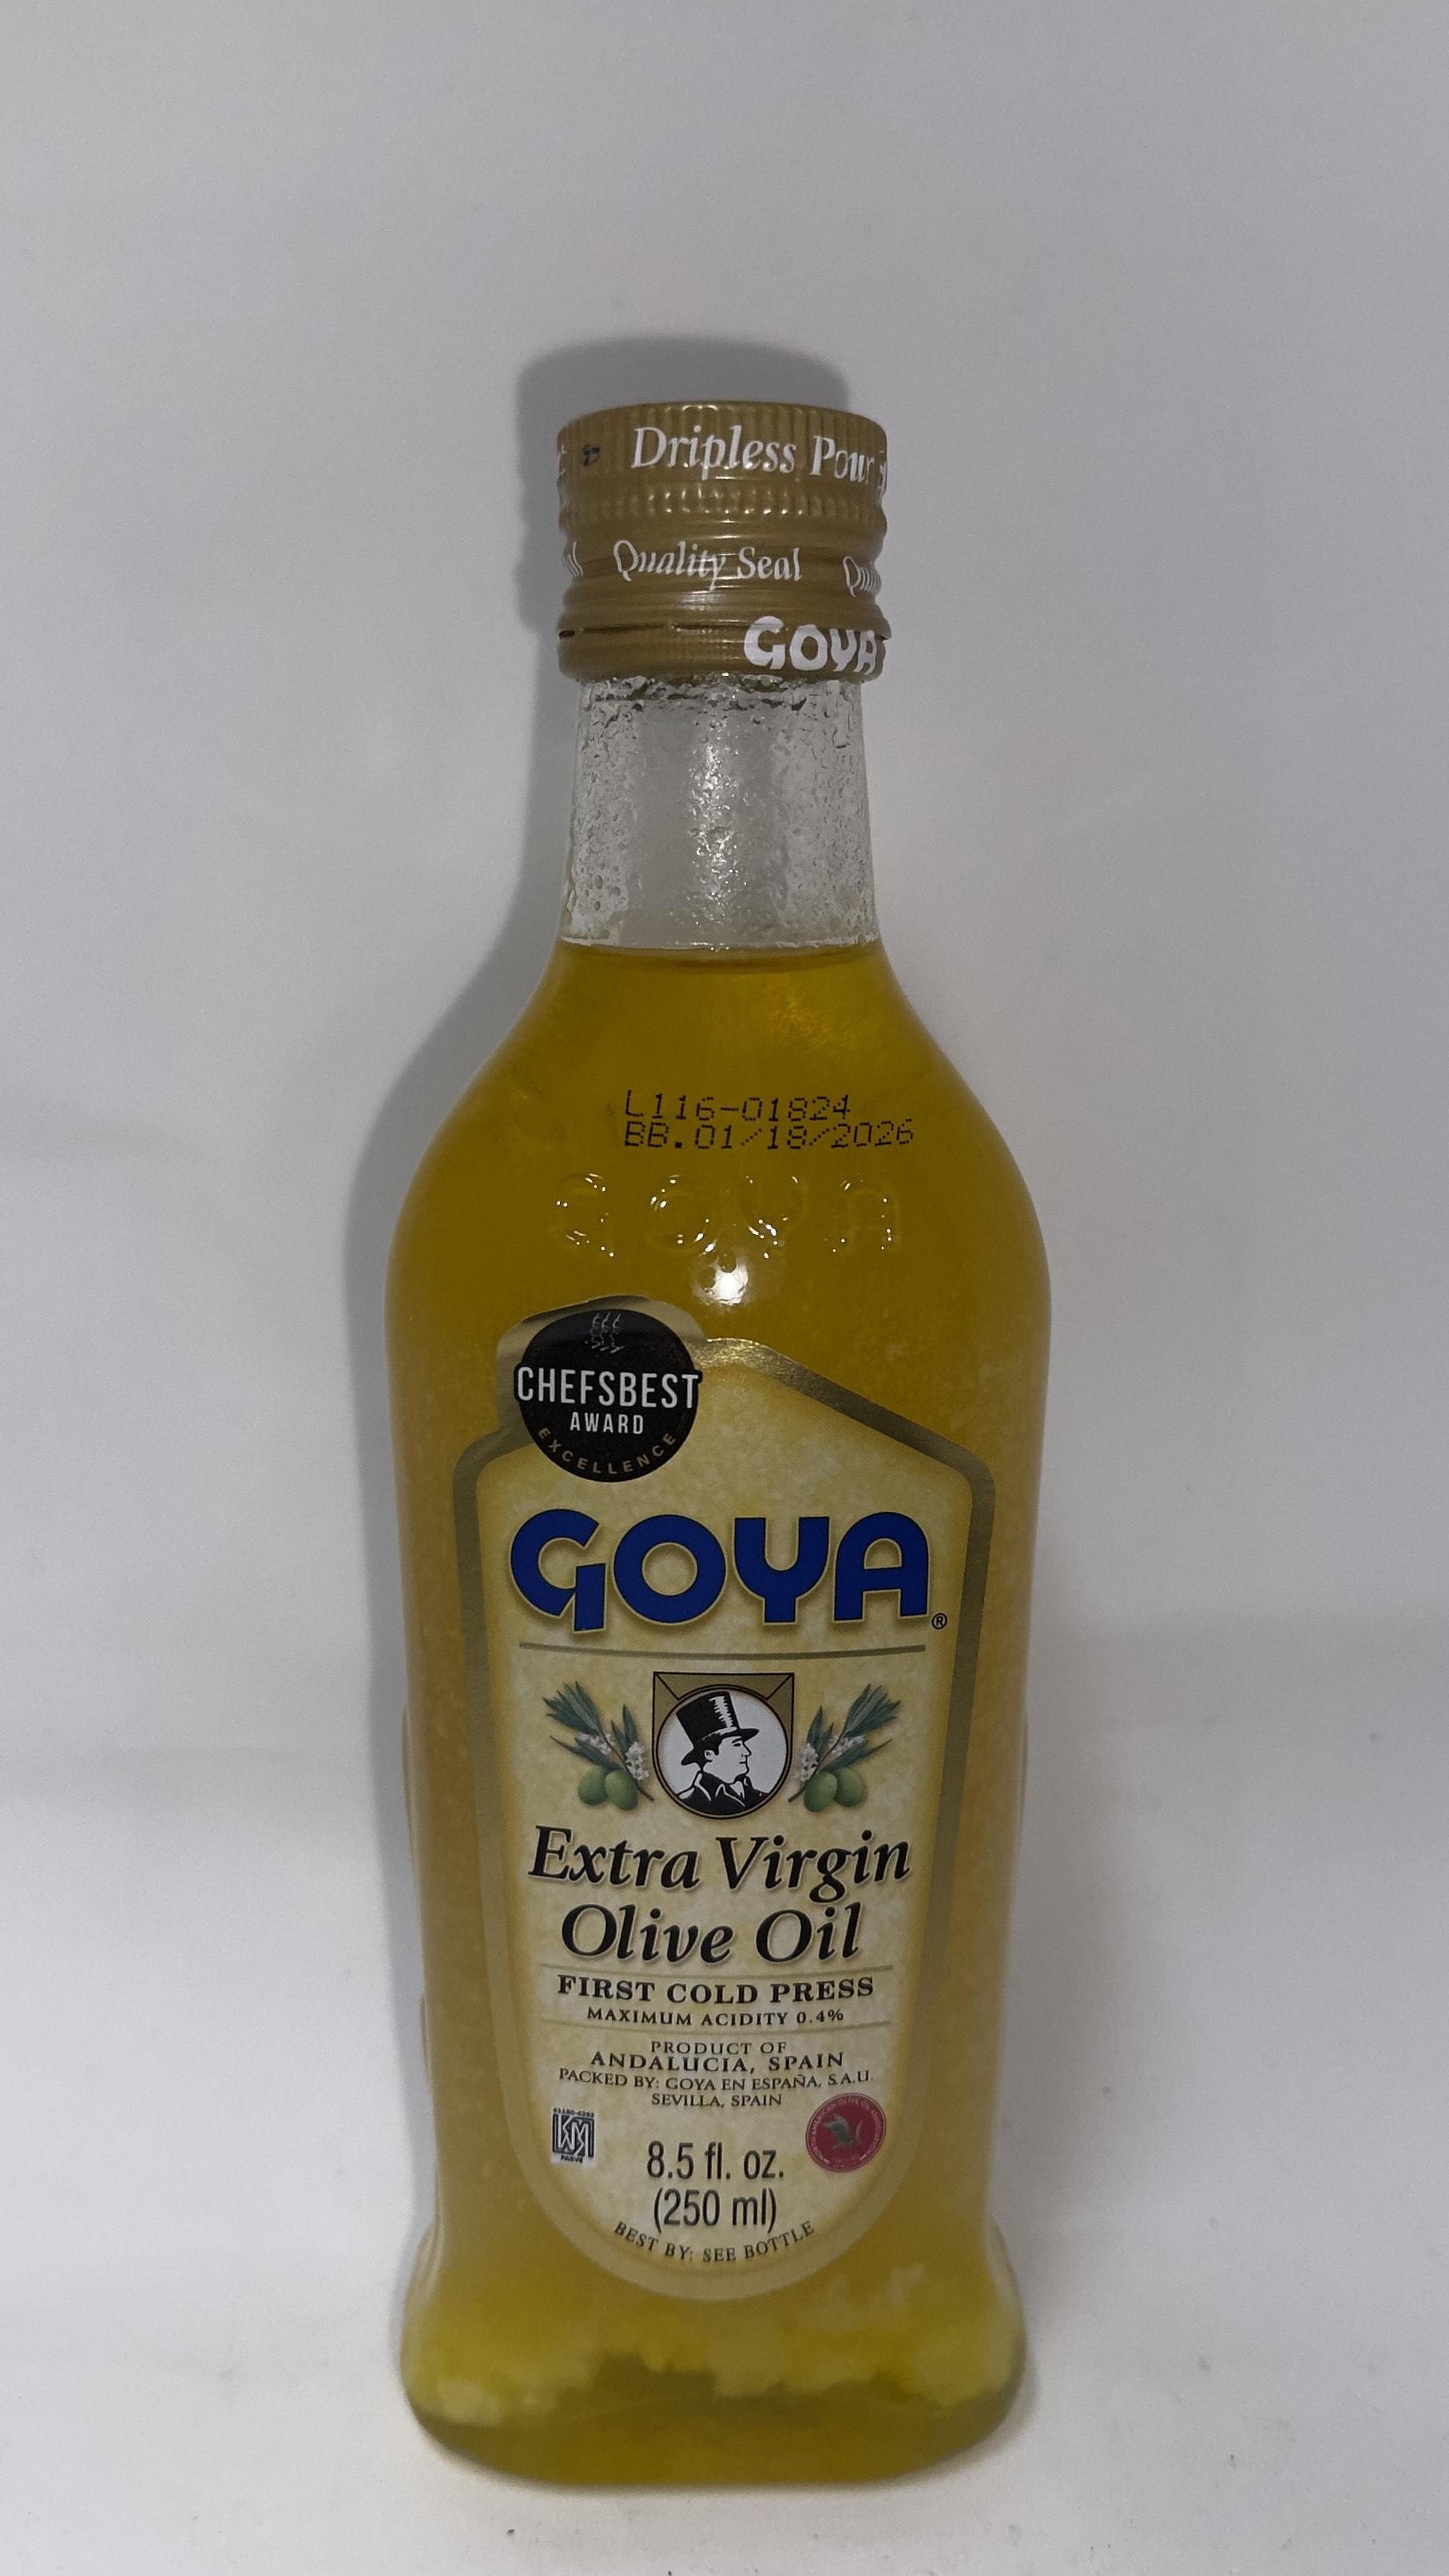 Dripless Pour
Quality Seal
GOYA
L116-01824
BB.01/18/2026
GOYA
CHEFSBEST
AWARD
EXCELLENCE
GOYA®
Extra Virgin
Olive Oil
FIRST COLD PRESS
MAXIMUM ACIDITY 0.4%
PRODUCT OF
ANDALUCIA, SPAIN
PACKED BY: GOYA EN ESPAÑA, S.A.U.
SEVILLA, SPAIN
8.5 fl. oz.
(250 ml)
BEST BY: SEE BOTTLE